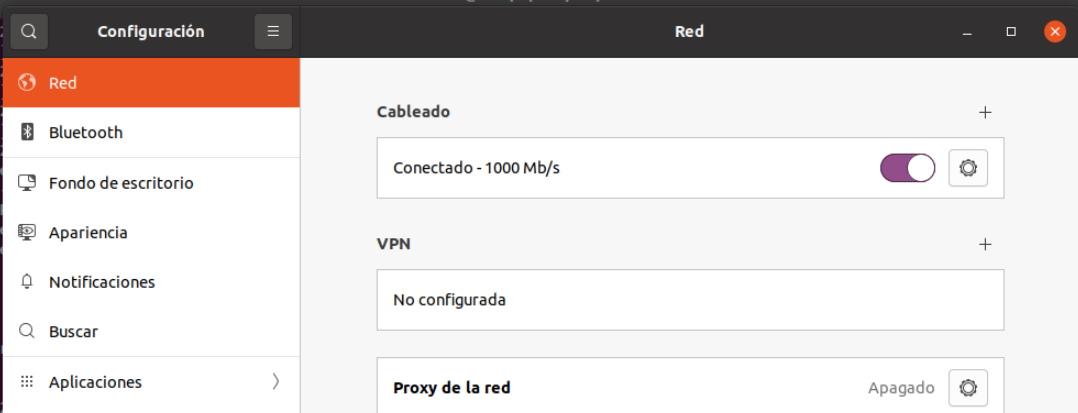 Configuración
Red
Red
Bluetooth
Fondo de escritorio
Apariencia
Notificaciones
Buscar
Aplicaciones
Cableado
Conectado - 1000 Mb/s
VPN
No configurada
Proxy de la red
Apagado